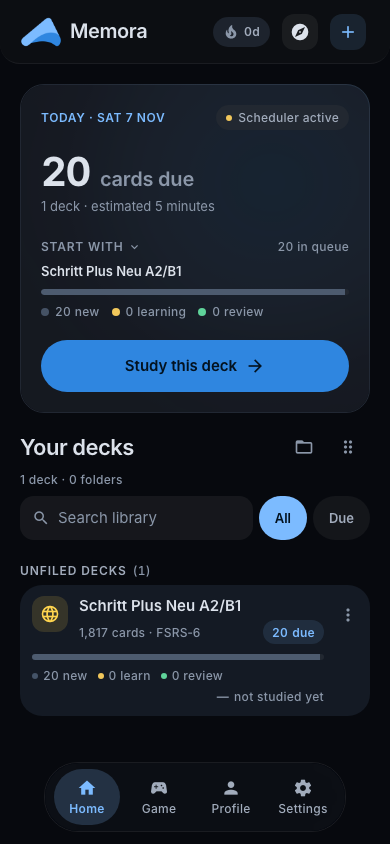 Memora
0d
TODAY · SAT 7 NOV
Scheduler active
20 cards due
1 deck · estimated 5 minutes
START WITH
20 in queue
Schritt Plus Neu A2/B1
20 new
0 learning
0 review
Study this deck
Your decks
1 deck · 0 folders
Search library
All
Due
UNFILED DECKS (1)
Schritt Plus Neu A2/B1
1,817 cards · FSRS-6
20 due
20 new
0 learn
0 review
— not studied yet
Home
Game
Profile
Settings